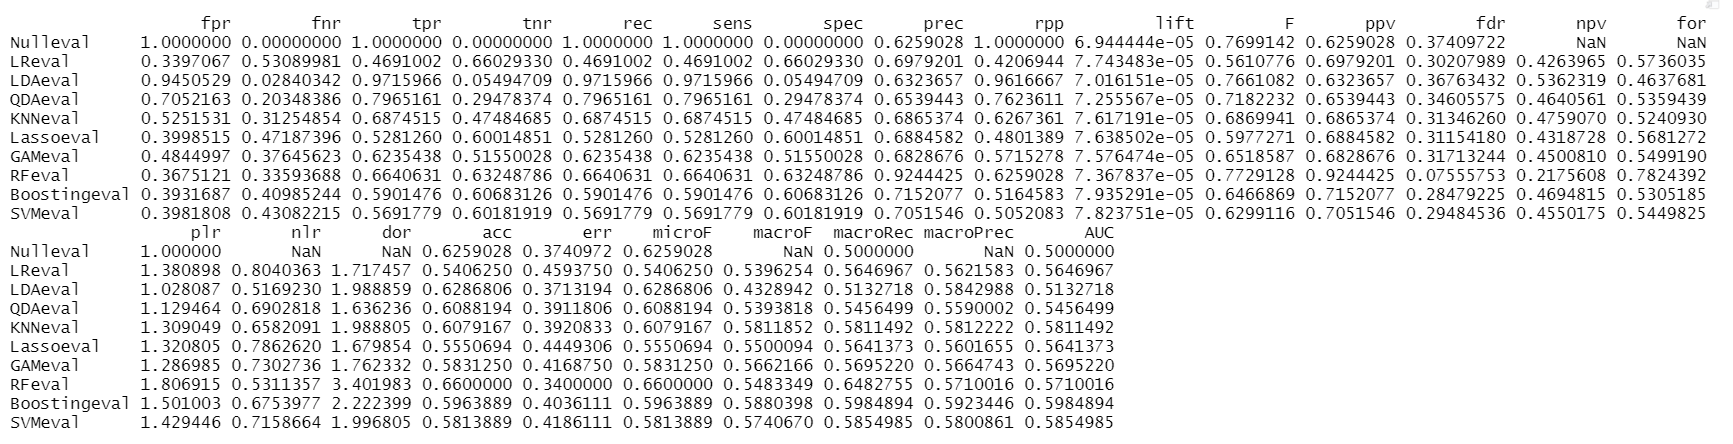 fpr fnr tpr tnr rec sens spec prec rpp lift F ppv fdr npv for
Nulleval 1.0000000 0.00000000 1.0000000 0.00000000 1.0000000 1.0000000 0.00000000 0.6259028 1.0000000 6.944444e-05 0.7699142 0.6259028 0.37409722 NaN NaN
LReval 0.3397067 0.53089981 0.4691002 0.66029330 0.4691002 0.4691002 0.66029330 0.6979201 0.4206944 7.743483e-05 0.5610776 0.6979201 0.30207989 0.4263965 0.5736035
LDAeval 0.9450529 0.02840342 0.9715966 0.05494709 0.9715966 0.9715966 0.05494709 0.6323657 0.9616667 7.016151e-05 0.7661082 0.6323657 0.36763432 0.5362319 0.4637681
QDAeval 0.7052163 0.20348386 0.7965161 0.29478374 0.7965161 0.7965161 0.29478374 0.6539443 0.7623611 7.255567e-05 0.7182232 0.6539443 0.34605575 0.4640561 0.5359439
KNNeval 0.5251531 0.31254854 0.6874515 0.47484685 0.6874515 0.6874515 0.47484685 0.6865374 0.6267361 7.617191e-05 0.6869941 0.6865374 0.31346260 0.4759070 0.5240930
Lassoeval 0.3998515 0.47187396 0.5281260 0.60014851 0.5281260 0.5281260 0.60014851 0.6884582 0.4801389 7.638502e-05 0.5977271 0.6884582 0.31154180 0.4318728 0.5681272
GAMeval 0.4844997 0.37645623 0.6235438 0.51550028 0.6235438 0.6235438 0.51550028 0.6828676 0.5715278 7.576474e-05 0.6518587 0.6828676 0.31713244 0.4500810 0.5499190
RFeval 0.3675121 0.33593688 0.6640631 0.63248786 0.6640631 0.6640631 0.63248786 0.9244425 0.6259028 7.367837e-05 0.7729128 0.9244425 0.07555753 0.2175608 0.7824392
Boostingeval 0.3931687 0.40985244 0.5901476 0.60683126 0.5901476 0.5901476 0.60683126 0.7152077 0.5164583 7.935291e-05 0.6466869 0.7152077 0.28479225 0.4694815 0.5305185
SVMeval 0.3981808 0.43082215 0.5691779 0.60181919 0.5691779 0.5691779 0.60181919 0.7051546 0.5052083 7.823751e-05 0.6299116 0.7051546 0.29484536 0.4550175 0.5449825
plr nlr dor acc err microF macroF macroRec macroPrec AUC
Nulleval 1.000000 NaN NaN 0.6259028 0.3740972 0.6259028 NaN 0.5000000 NaN 0.5000000
LReval 1.380898 0.8040363 1.717457 0.5406250 0.4593750 0.5406250 0.5396254 0.5646967 0.5621583 0.5646967
LDAeval 1.028087 0.5169230 1.988859 0.6286806 0.3713194 0.6286806 0.4328942 0.5132718 0.5842988 0.5132718
QDAeval 1.129464 0.6902818 1.636236 0.6088194 0.3911806 0.6088194 0.5393818 0.5456499 0.5590002 0.5456499
KNNeval 1.309049 0.6582091 1.988805 0.6079167 0.3920833 0.6079167 0.5811852 0.5811492 0.5812222 0.5811492
Lassoeval 1.320805 0.7862620 1.679854 0.5550694 0.4449306 0.5550694 0.5500094 0.5641373 0.5601655 0.5641373
GAMeval 1.286985 0.7302736 1.762332 0.5831250 0.4168750 0.5831250 0.5662166 0.5695220 0.5664743 0.5695220
RFeval 1.806915 0.5311357 3.401983 0.6600000 0.3400000 0.6600000 0.5483349 0.6482755 0.5710016 0.5710016
Boostingeval 1.501003 0.6753977 2.222399 0.5963889 0.4036111 0.5963889 0.5880398 0.5984894 0.5923446 0.5984894
SVMeval 1.429446 0.7158664 1.996805 0.5813889 0.4186111 0.5813889 0.5740670 0.5854985 0.5800861 0.5854985